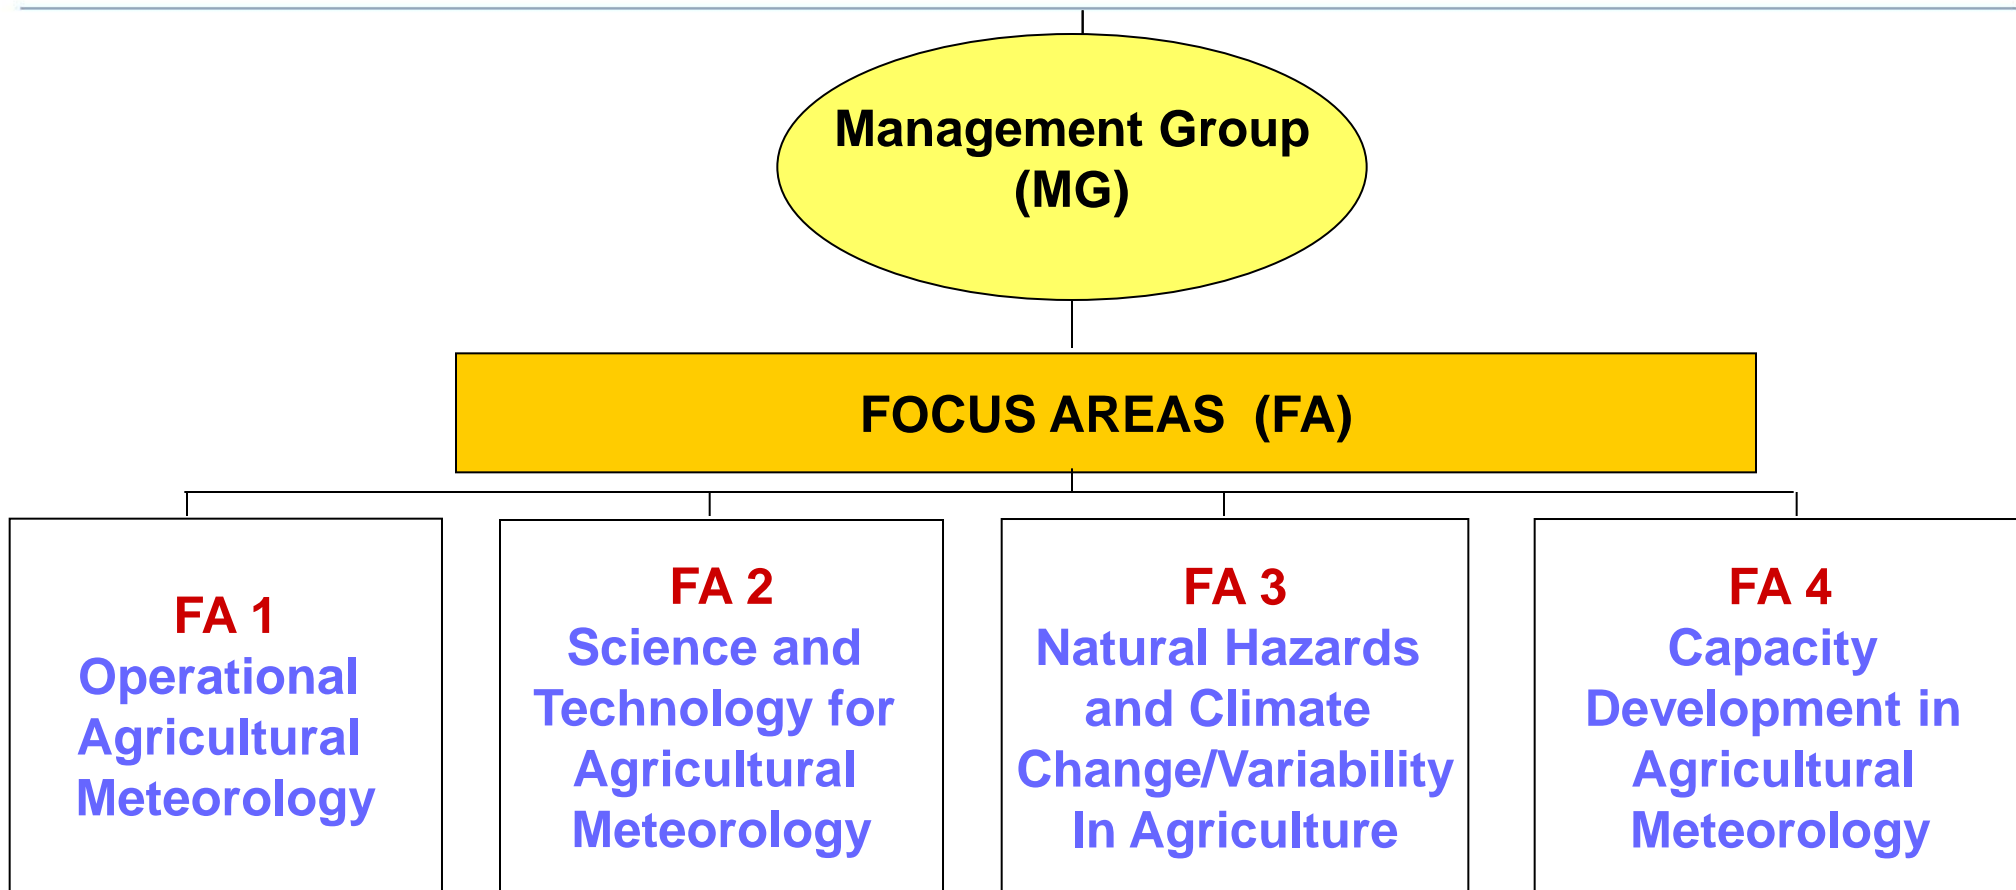 Management Group
(MG)
FOCUS AREAS (FA)
FA 1
Operational
Agricultural
Meteorology
FA 2
Science and
Technology for
Agricultural
Meteorology
FA 3
Natural Hazards
and Climate
Change/Variability
In Agriculture
FA 4
Capacity
Development in
Agricultural
Meteorology